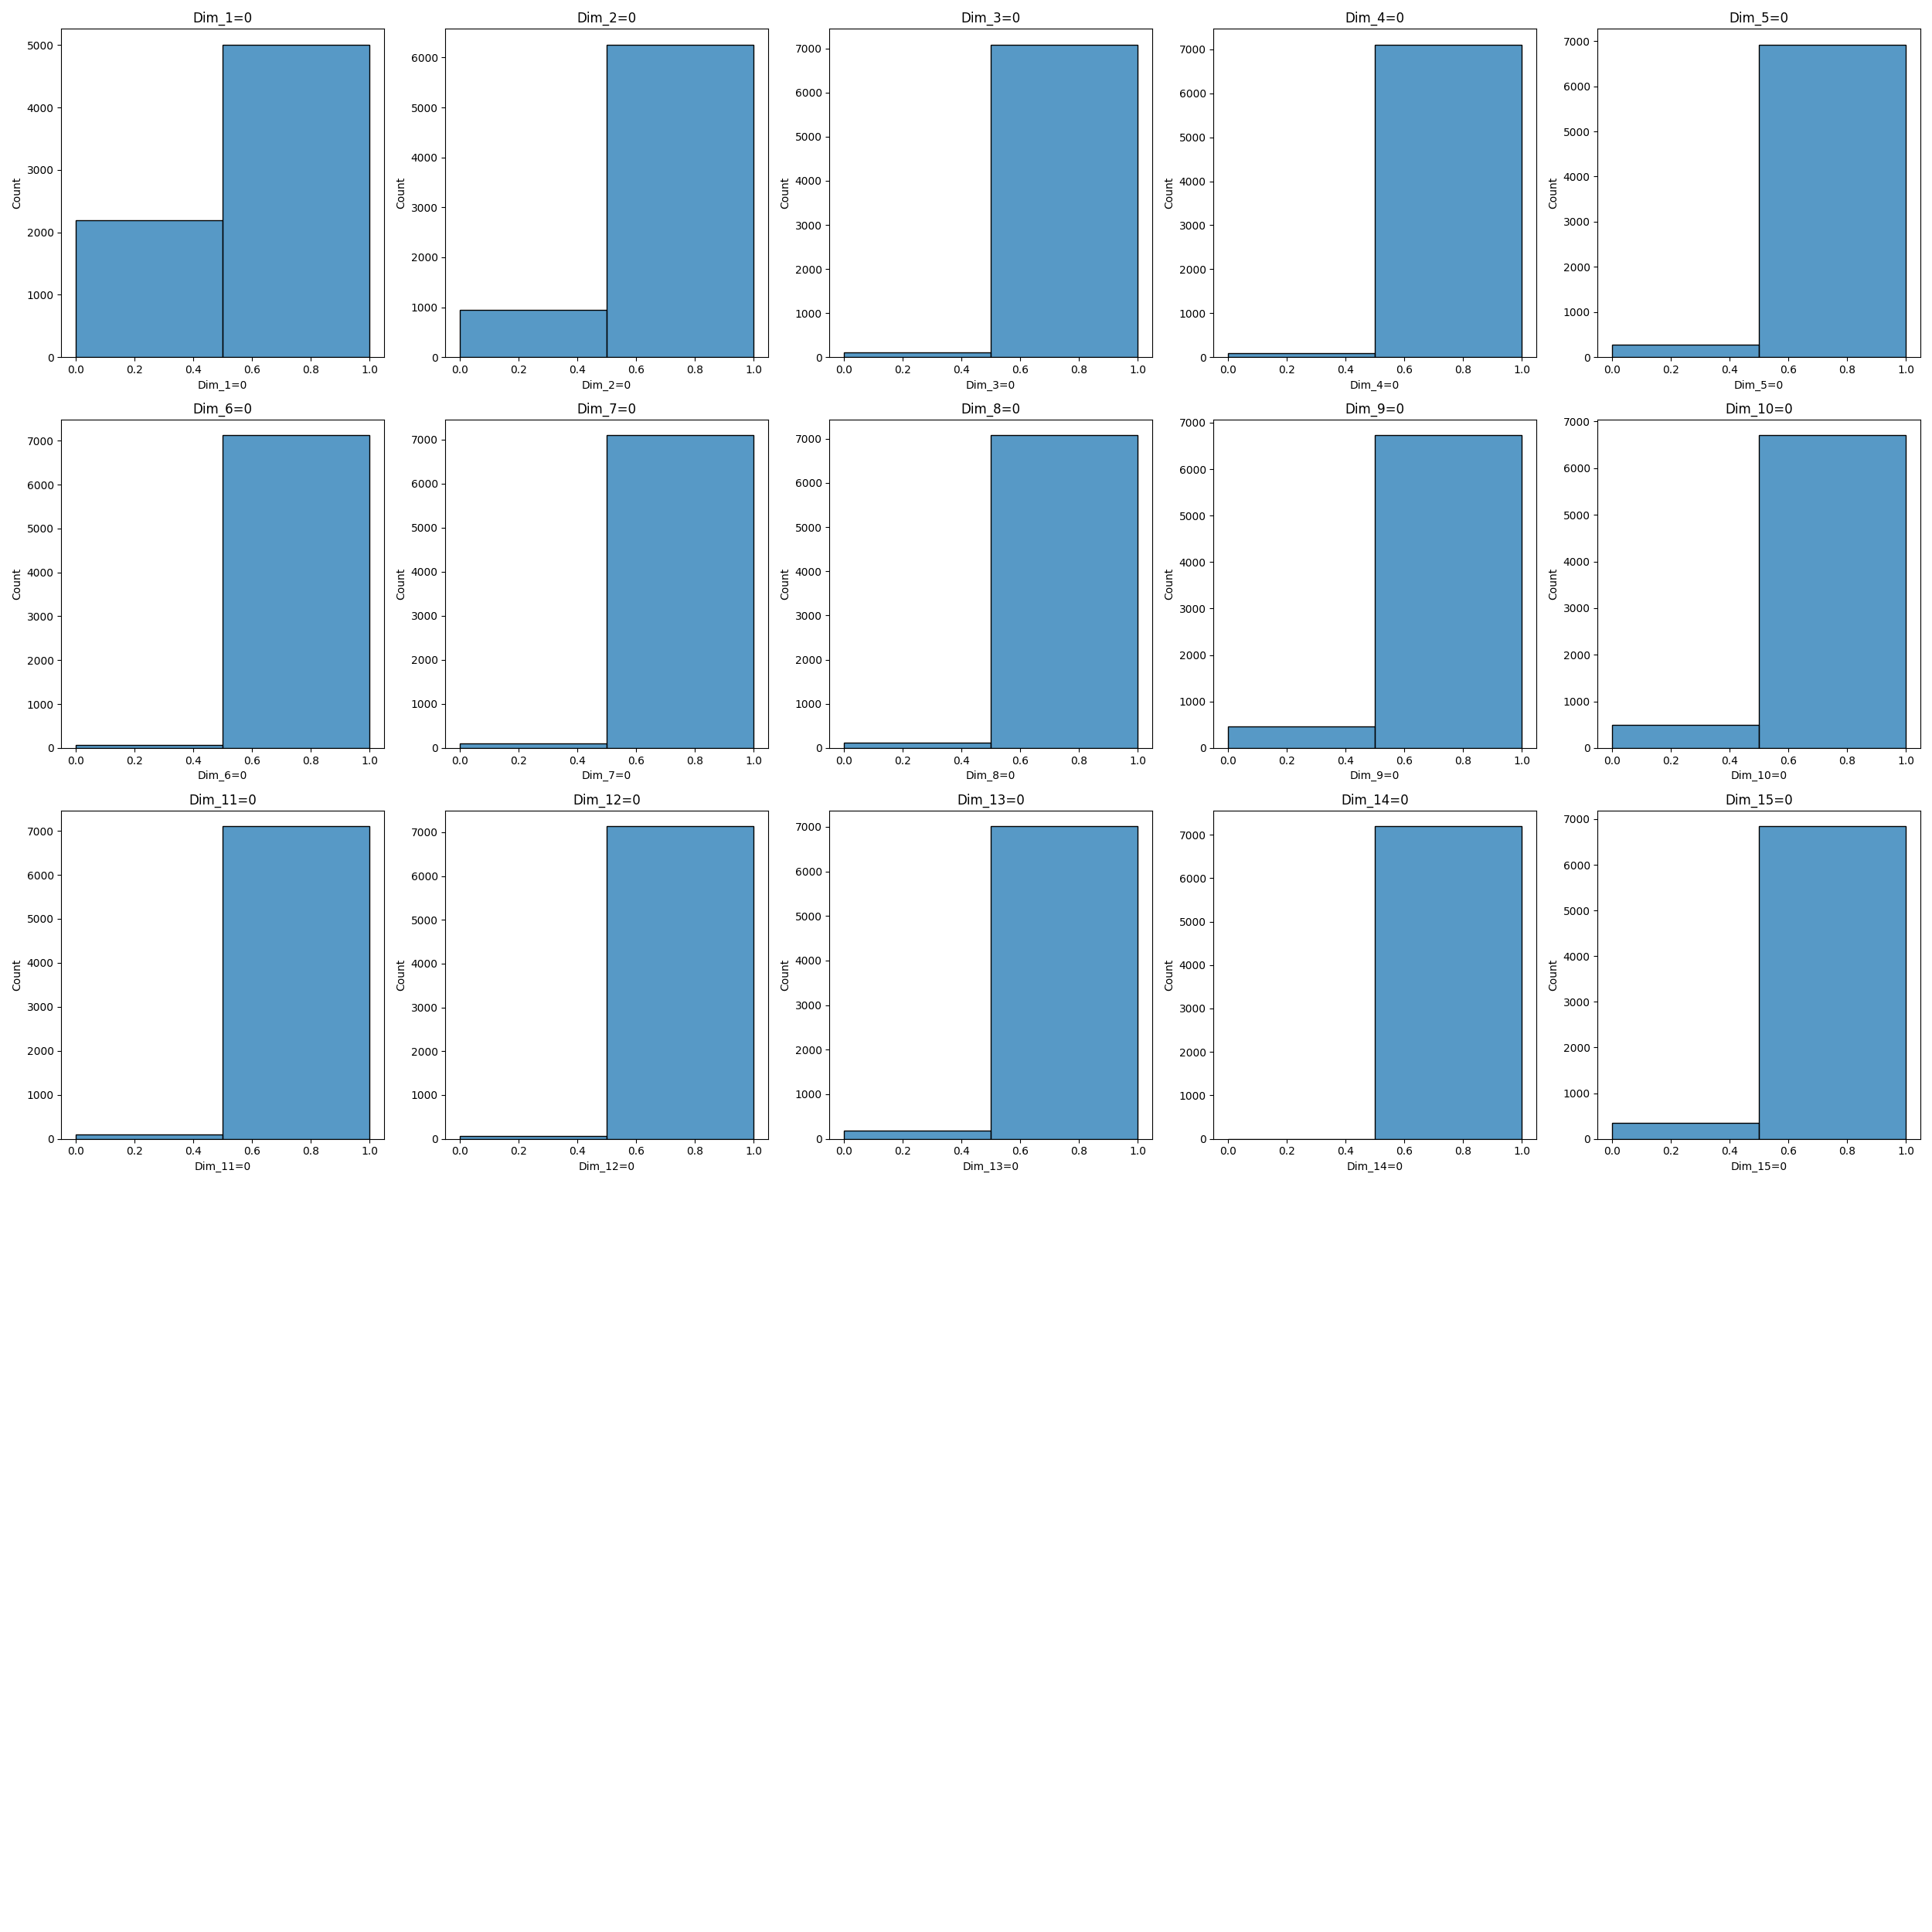 Dim_1=0 Dim_2=0 Dim_3=0 Dim_4=0 Dim_5=0
5000 4000 3000 2000 1000 0
Count
0.0 0.2 0.4 0.6 0.8 1.0
Dim_1=0
6000 5000 4000 3000 2000 1000 0
Count
0.0 0.2 0.4 0.6 0.8 1.0
Dim_2=0
7000 6000 5000 4000 3000 2000 1000 0
Count
0.0 0.2 0.4 0.6 0.8 1.0
Dim_3=0
7000 6000 5000 4000 3000 2000 1000 0
Count
0.0 0.2 0.4 0.6 0.8 1.0
Dim_4=0
7000 6000 5000 4000 3000 2000 1000 0
Count
0.0 0.2 0.4 0.6 0.8 1.0
Dim_5=0
Dim_6=0 Dim_7=0 Dim_8=0 Dim_9=0 Dim_10=0
7000 6000 5000 4000 3000 2000 1000 0
Count
0.0 0.2 0.4 0.6 0.8 1.0
Dim_6=0
7000 6000 5000 4000 3000 2000 1000 0
Count
0.0 0.2 0.4 0.6 0.8 1.0
Dim_7=0
7000 6000 5000 4000 3000 2000 1000 0
Count
0.0 0.2 0.4 0.6 0.8 1.0
Dim_8=0
7000 6000 5000 4000 3000 2000 1000 0
Count
0.0 0.2 0.4 0.6 0.8 1.0
Dim_9=0
7000 6000 5000 4000 3000 2000 1000 0
Count
0.0 0.2 0.4 0.6 0.8 1.0
Dim_10=0
Dim_11=0 Dim_12=0 Dim_13=0 Dim_14=0 Dim_15=0
7000 6000 5000 4000 3000 2000 1000 0
Count
0.0 0.2 0.4 0.6 0.8 1.0
Dim_11=0
7000 6000 5000 4000 3000 2000 1000 0
Count
0.0 0.2 0.4 0.6 0.8 1.0
Dim_12=0
7000 6000 5000 4000 3000 2000 1000 0
Count
0.0 0.2 0.4 0.6 0.8 1.0
Dim_13=0
7000 6000 5000 4000 3000 2000 1000 0
Count
0.0 0.2 0.4 0.6 0.8 1.0
Dim_14=0
7000 6000 5000 4000 3000 2000 1000 0
Count
0.0 0.2 0.4 0.6 0.8 1.0
Dim_15=0